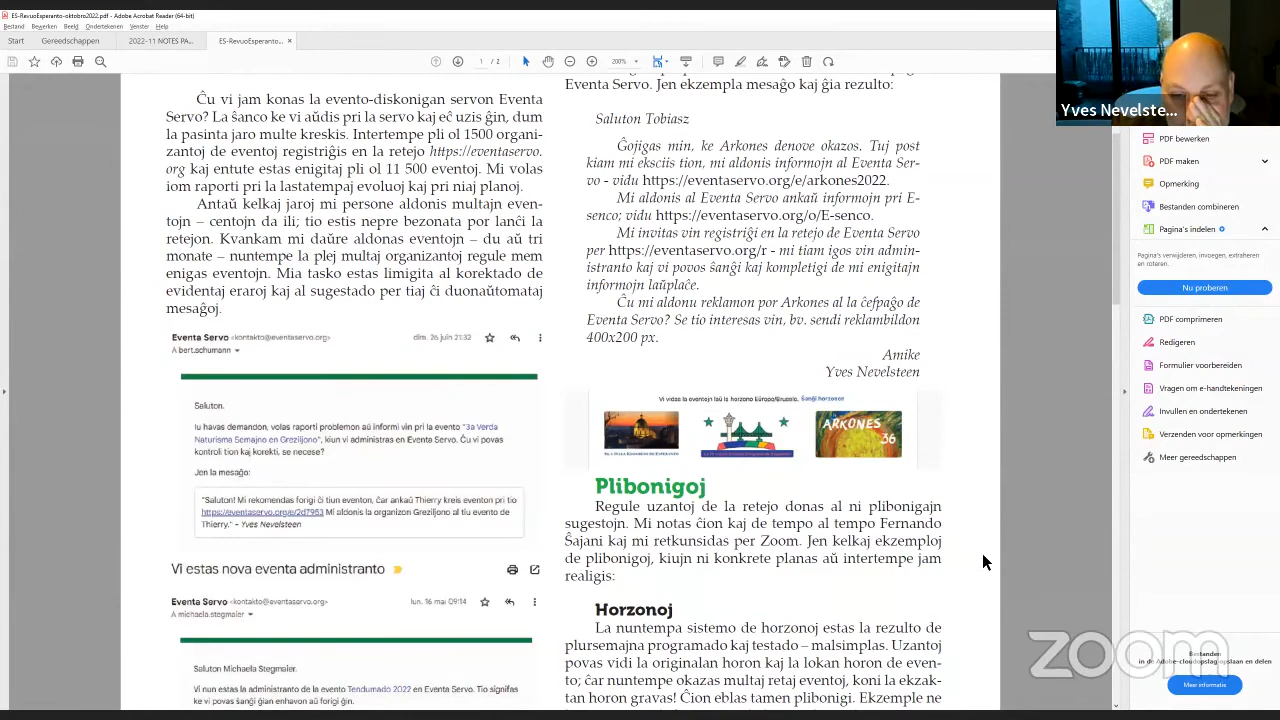 ES-RevuoEsperanto-oktobro2022.pdf - Adobe Acrobat Reader (64-bit)
Bestand Bewerken Beeld Ondertekenen Venster Help
Start Gereedschappen 2022-11 NOTES PA... ES-RevuoEsperanto... ×
1 / 2 200%
Ĉu vi jam konas la evento-diskonigan servon Eventa
Servo? La ŝanco ke vi aŭdis pri la servo kaj eĉ uzis ĝin, dum
la pasinta jaro multe kreskis. Intertempe pli ol 1500 organi-
zantoj de eventoj registriĝis en la retejo https://eventaservo.
org kaj entute estas enigitaj pli ol 11 500 eventoj. Mi volas
iom raporti pri la lastatempaj evoluoj kaj pri niaj planoj.
Antaŭ kelkaj jaroj mi persone aldonis multajn even-
tojn – centojn da ili; tio estis nepre bezonata por lanĉi la
retejon. Kvankam mi daŭre aldonas eventojn – du aŭ tri
monate – nuntempe la plej multaj organizantoj regule mem
enigas eventojn. Mia tasko estas limigita al korektado de
evidentaj eraroj kaj al sugestado per tiaj ĉi duonaŭtomataj
mesaĝoj.
Eventa Servo <kontakto@eventaservo.org> dim. 26 juin 21:32
À bert.schumann
Saluton.
Iu havas demandon, volas raporti problemon aŭ informi vin pri la evento "3a Verda
Naturisma Semajno en Greziljono", kiun vi administras en Eventa Servo. Ĉu vi povas
kontroli tion kaj korekti, se necese?
Jen la mesaĝo:
"Saluton! Mi rekomendas forigi ĉi tiun eventon, ĉar ankaŭ Thierry kreis eventon pri tio
https://eventaservo.org/e/2d7953 Mi aldonis la organizon Greziljono al tiu evento de
Thierry." - Yves Nevelsteen
Vi estas nova eventa administranto
Eventa Servo <kontakto@eventaservo.org> lun. 16 mai 09:14
À michaela.stegmaier
Saluton Michaela Stegmaier.
Vi nun estas la administranto de la evento Tendumado 2022 en Eventa Servo. Tio signifas
ke vi povas ŝanĝi ĝian enhavon aŭ forigi ĝin.
Eventa Servo. Jen ekzempla mesaĝo kaj ĝia rezulto:
Saluton Tobiasz
Ĝojigas min, ke Arkones denove okazos. Tuj post
kiam mi eksciis tion, mi aldonis informojn al Eventa Ser-
vo - vidu https://eventaservo.org/e/arkones2022.
Mi aldonis al Eventa Servo ankaŭ informojn pri E-
senco; vidu https://eventaservo.org/o/E-senco.
Mi invitas vin registriĝi en la retejo de Eventa Servo
per https://eventaservo.org/r - mi tiam igos vin admin-
istranto kaj vi povos ŝanĝi kaj kompletigi de mi enigitajn
informojn laŭplaĉe.
Ĉu mi aldonu reklamon por Arkones al la ĉefpaĝo de
Eventa Servo? Se tio interesas vin, bv. sendi reklambildon
400x200 px.
Amike
Yves Nevelsteen
Vi vidas la eventojn laŭ la horzono Eŭropo/Bruselo. Ŝanĝi horzonon
ARKONES
36
Plibonigoj
Regule uzantoj de la retejo donas al ni plibonigajn
sugestojn. Mi notas ĉion kaj de tempo al tempo Fernando
Ŝajani kaj mi retkunsidas per Zoom. Jen kelkaj ekzemploj
de plibonigoj, kiujn ni konkrete planas aŭ intertempe jam
realigis:
Horzonoj
La nuntempa sistemo de horzonoj estas la rezulto de
plursemajna programado kaj testado – malsimplas. Uzantoj
povas vidi la originalan horon kaj la lokan horon de even-
to; ĉar nuntempe okazas multaj retaj eventoj, koni la ekzak-
tan horon gravas! Ĉion eblas tamen plibonigi. Ekzemple ne
Yves Nevelste...
PDF bewerken
PDF maken
Opmerking
Bestanden combineren
Pagina's indelen
Pagina's verwijderen, invoegen, extraheren
en roteren.
Nu proberen
PDF comprimeren
Redigeren
Formulier voorbereiden
Vragen om e-handtekeningen
Invullen en ondertekenen
Verzenden voor opmerkingen
Meer gereedschappen
Bestanden
in de Adobe-cloudopslag opslaan en delen
Meer informatie
zoom